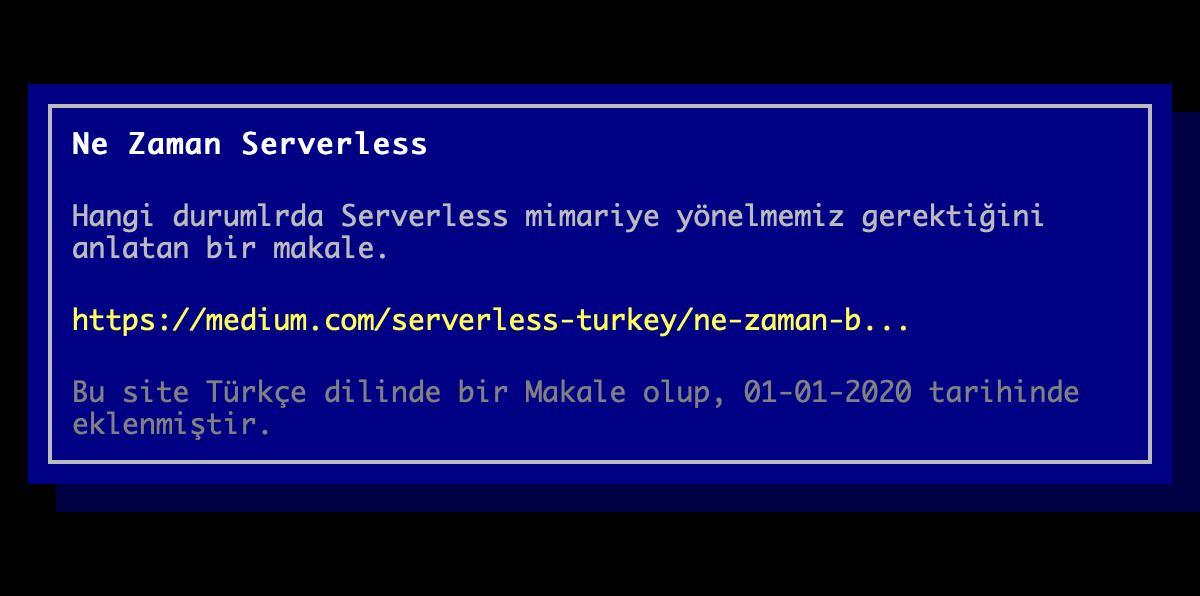 Ne Zaman Serverless
Hangi durumlrda Serverless mimariye yönelmemiz gerektiğini
anlatan bir makale.
https://medium.com/serverless-turkey/ne-zaman-b...
Bu site Türkçe dilinde bir Makale olup, 01-01-2020 tarihinde
eklenmiştir.